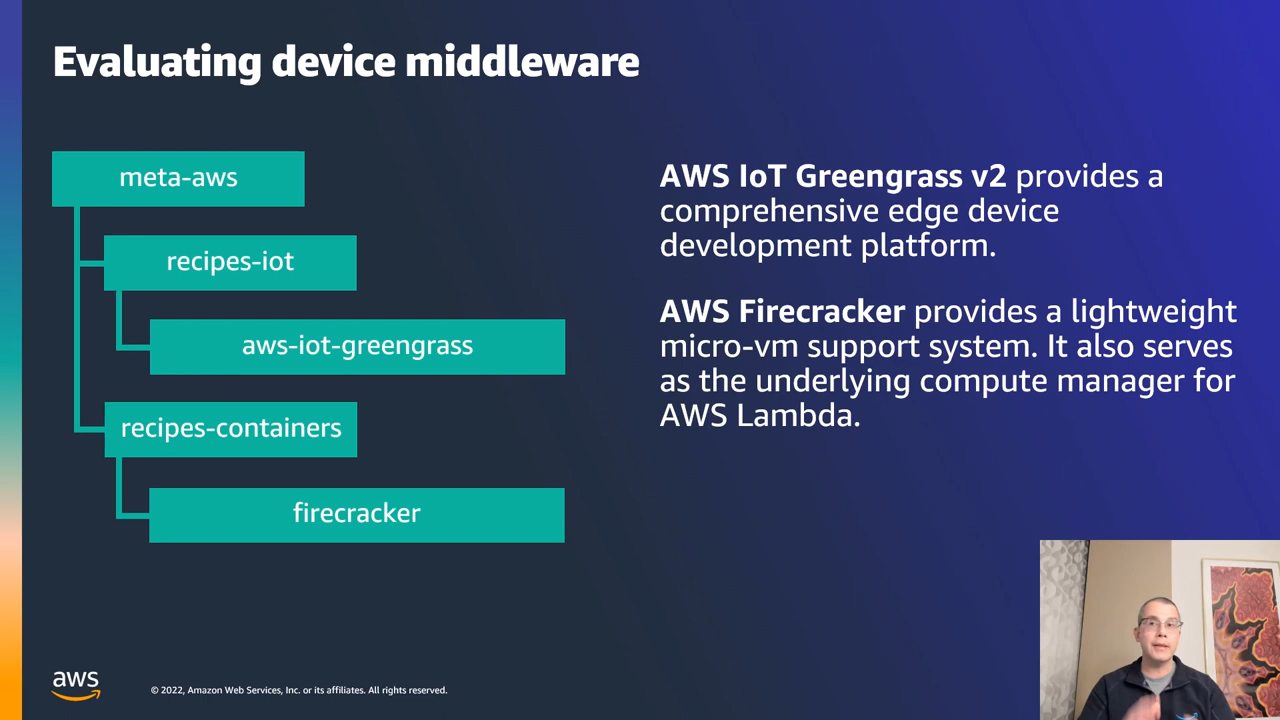 Evaluating device middleware
meta-aws
recipes-iot
aws-iot-greengrass
recipes-containers
firecracker
AWS IoT Greengrass v2 provides a
comprehensive edge device
development platform.
AWS Firecracker provides a lightweight
micro-vm support system. It also serves
as the underlying compute manager for
AWS Lambda.
aws
© 2022, Amazon Web Services, Inc. or its affiliates. All rights reserved.